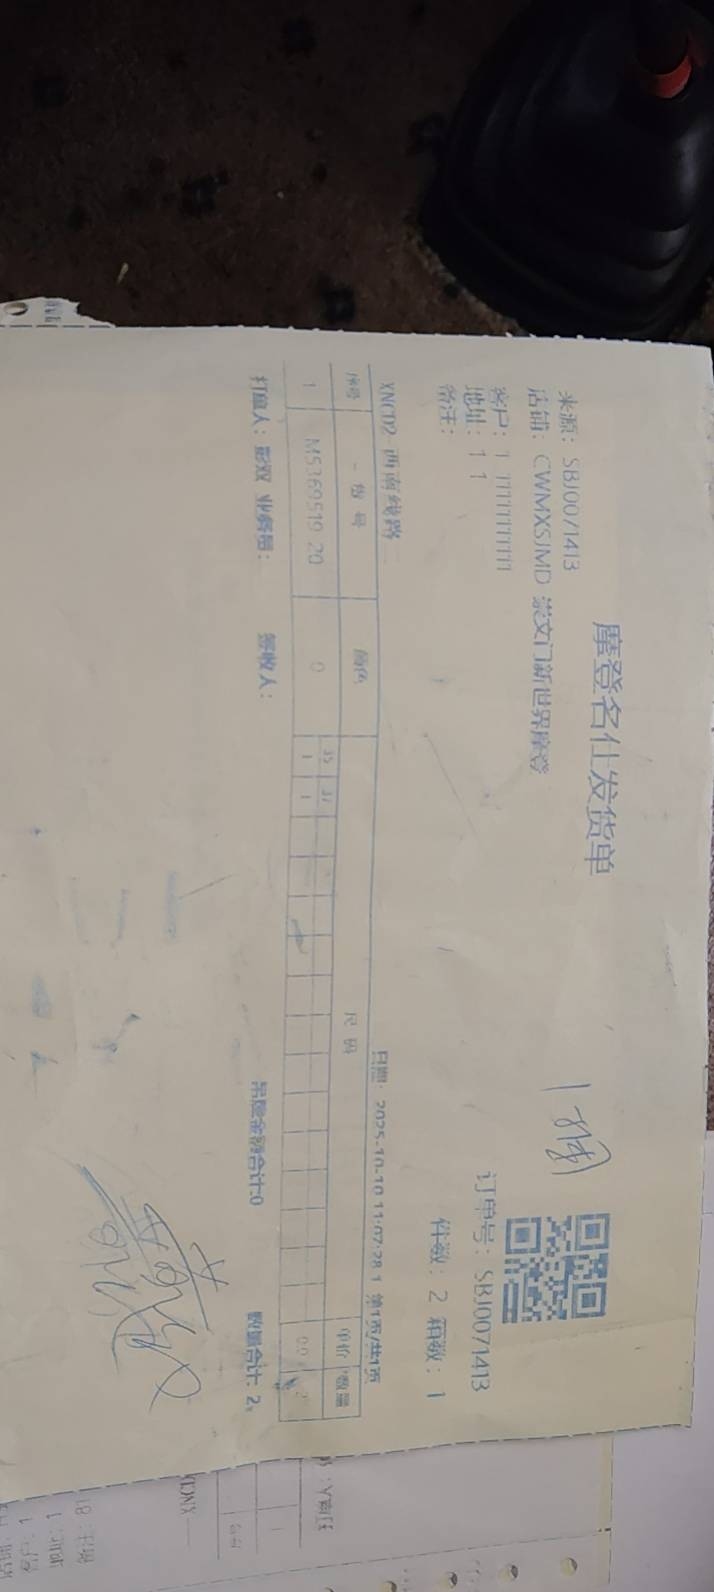 摩登名仕发货单
1箱
来源: SBJ0071413
订单号: SBJ0071413
店铺: CWMXSJMD 崇文门新世界摩登
客户: 1 11111111111
件数: 2 箱数: 1
地址: 1 1
备注:
XNCD2 西南线路 日期: 2025-10-10 11:07:28 1 第1页/共1页
序号 货号 颜色 尺码 单价 数量
35 37
1 M5369519 20 0 1 1 0.0 2
打单人: 业务员: 签收人: 吊牌金额合计:0 数量合计: 2